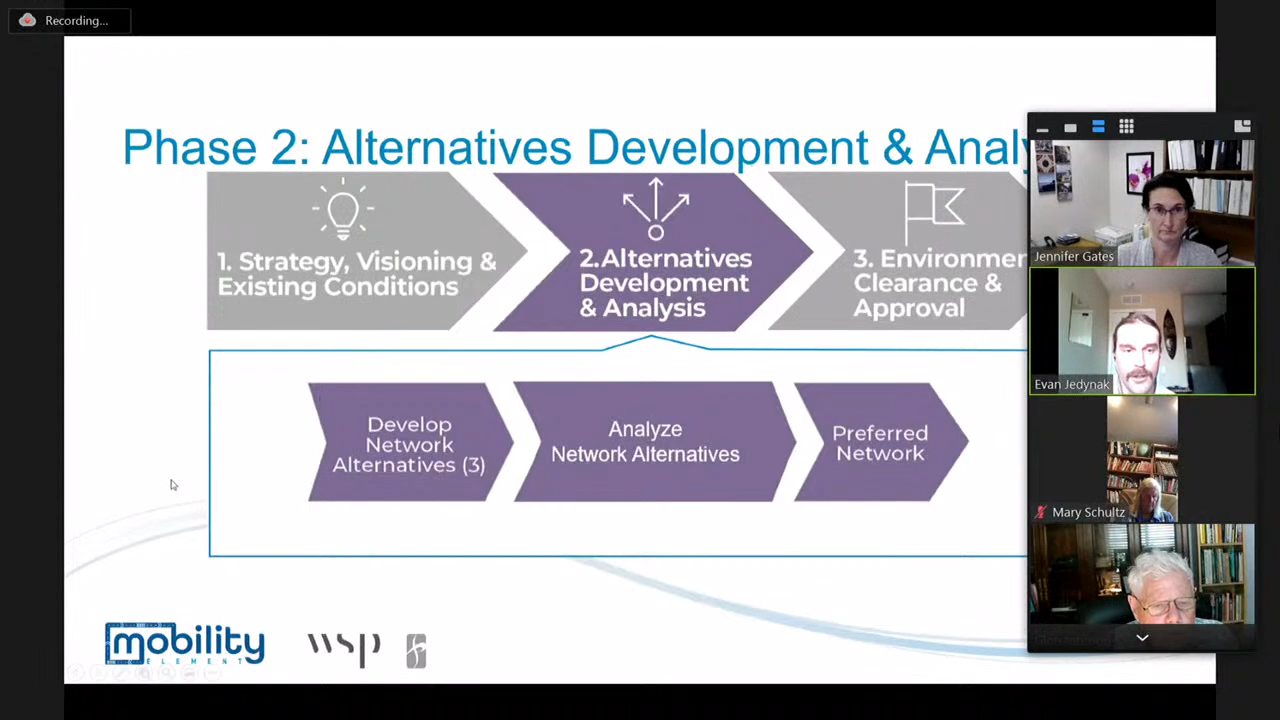 Recording...
Phase 2: Alternatives Development & Analy
1. Strategy, Visioning &
Existing Conditions
2.Alternatives
Development
& Analysis
3. Environmen
Clearance &
Approval
Develop
Network
Alternatives (3)
Analyze
Network Alternatives
Preferred
Network
mobility
ELEMENT
wsp
Jennifer Gates
Evan Jedynak
Mary Schultz